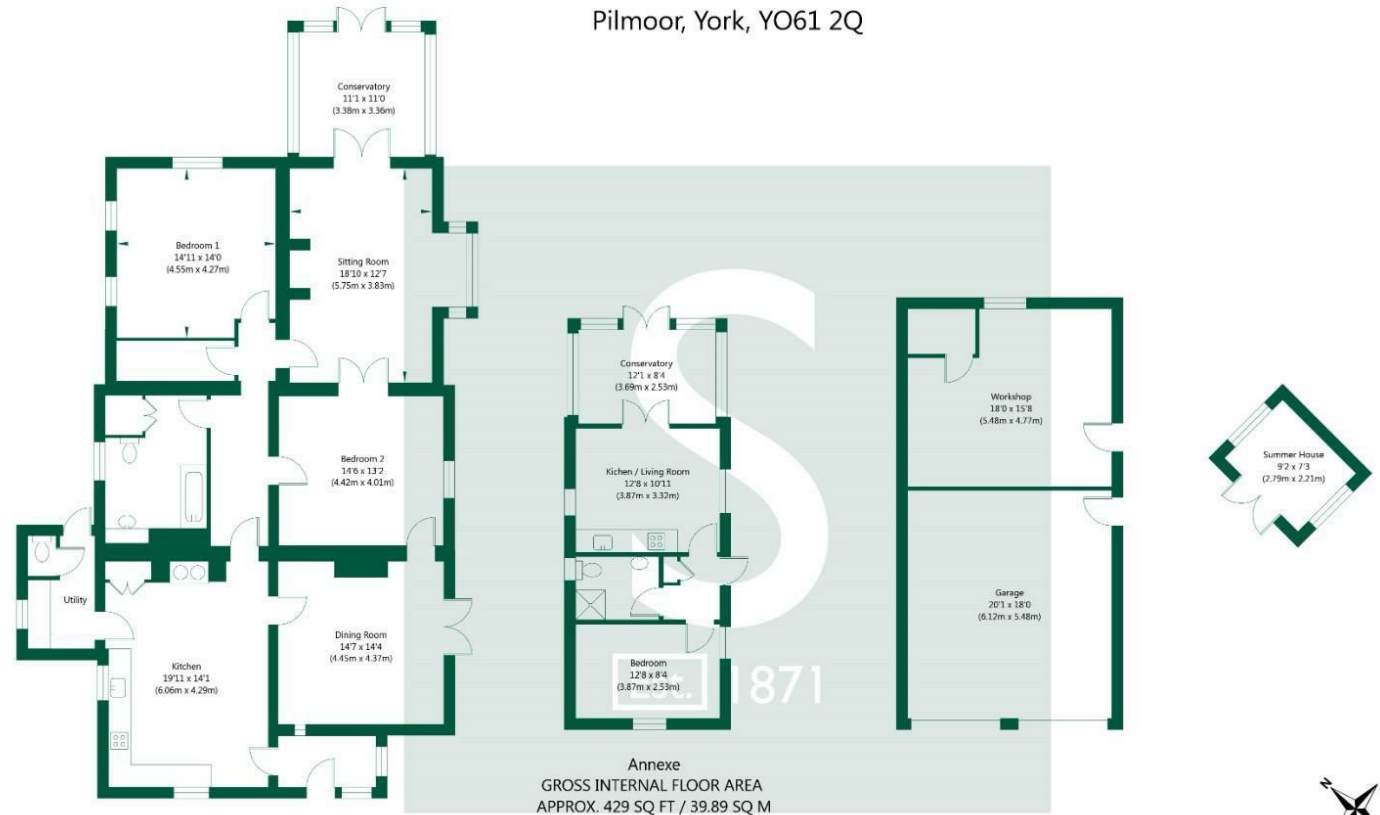 Pilmoor, York, YO61 2Q
Conservatory
11'1 x 11'0
(3.38m x 3.36m)
Bedroom 1
14'11 x 14'0
(4.55m x 4.27m)
Sitting Room
18'10 x 12'7
(5.75m x 3.83m)
Bedroom 2
14'6 x 13'2
(4.42m x 4.01m)
Utility
Kitchen
19'11 x 14'1
(6.06m x 4.29m)
Dining Room
14'7 x 14'4
(4.45m x 4.37m)
Conservatory
12'1 x 8'4
(3.69m x 2.53m)
Kichen / Living Room
12'8 x 10'11
(3.87m x 3.32m)
Bedroom
12'8 x 8'4
(3.87m x 2.53m)
S
Est. 1871
Annexe
GROSS INTERNAL FLOOR AREA
APPROX. 429 SQ FT / 39.89 SQ M
Workshop
18'0 x 15'8
(5.48m x 4.77m)
Garage
20'1 x 18'0
(6.12m x 5.48m)
Summer House
9'2 x 7'3
(2.79m x 2.21m)
N